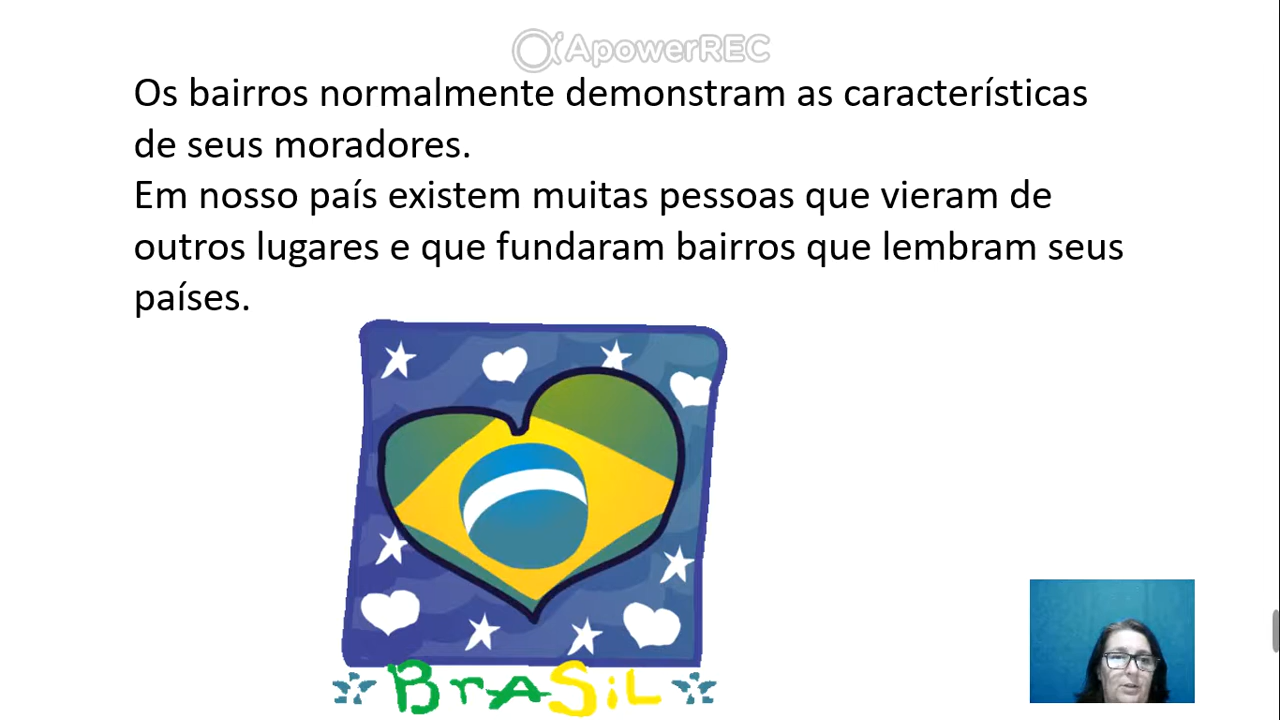 ApowerREC
Os bairros normalmente demonstram as características
de seus moradores.
Em nosso país existem muitas pessoas que vieram de
outros lugares e que fundaram bairros que lembram seus
países.
BrASiL